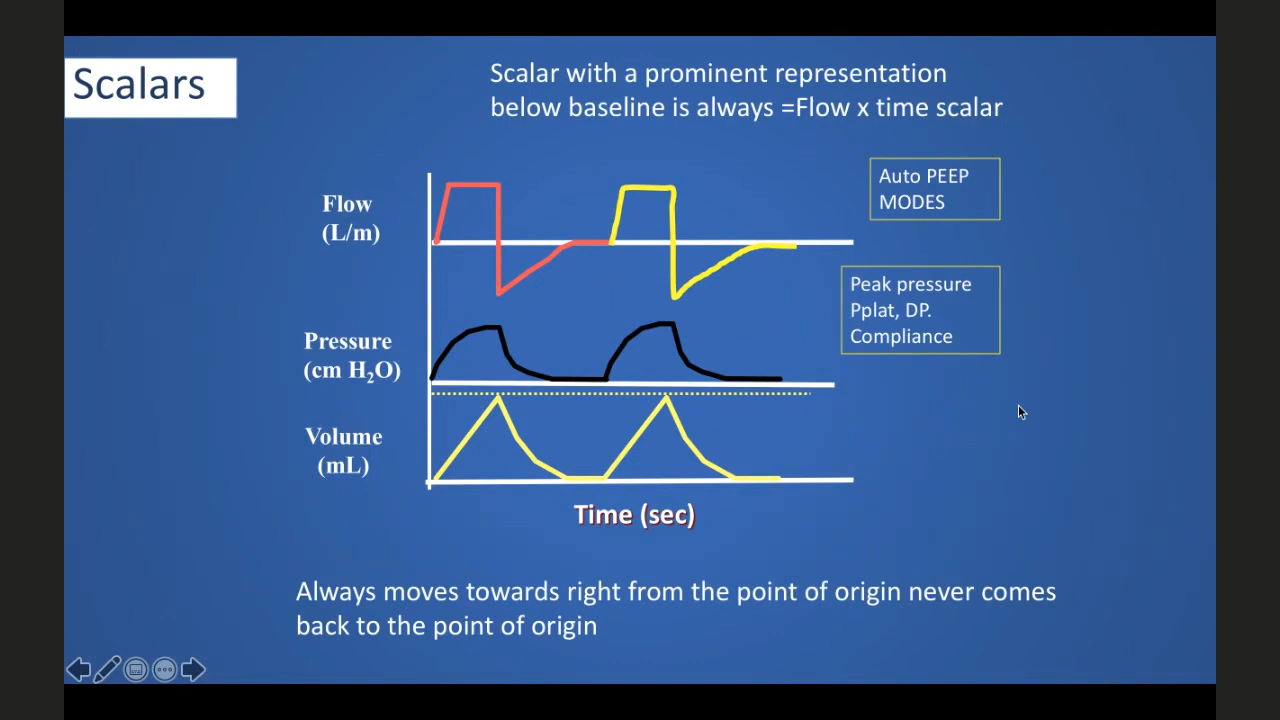 Scalars
Scalar with a prominent representation
below baseline is always =Flow x time scalar
Flow
(L/m)
Auto PEEP
MODES
Peak pressure
Pplat, DP.
Compliance
Pressure
(cm H₂O)
Volume
(mL)
Time (sec)
Always moves towards right from the point of origin never comes
back to the point of origin